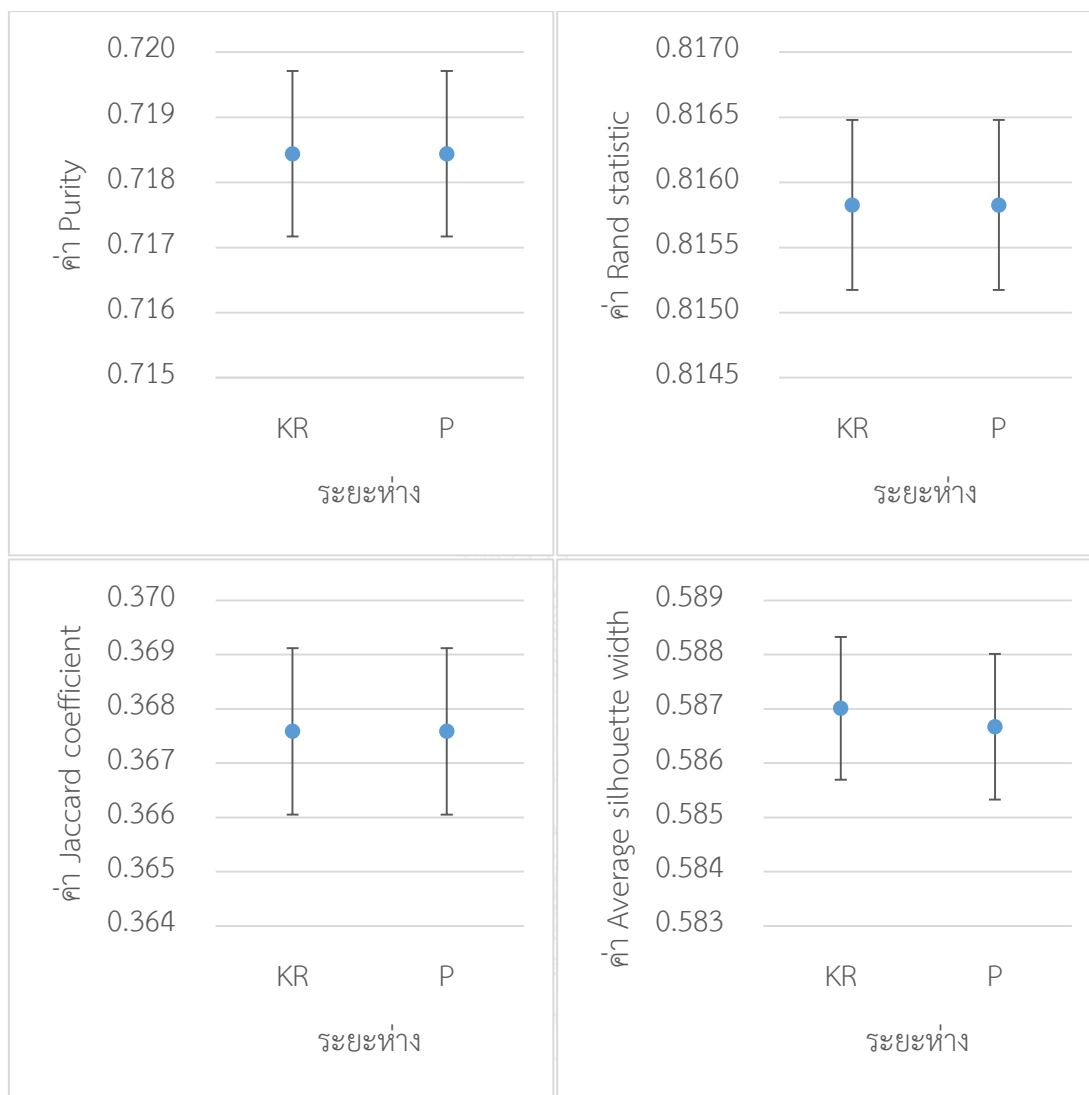 ค่า Purity
0.720
0.719
0.718
0.717
0.716
0.715
KR P
ระยะห่าง
ค่า Rand statistic
0.8170
0.8165
0.8160
0.8155
0.8150
0.8145
KR P
ระยะห่าง
ค่า Jaccard coefficient
0.370
0.369
0.368
0.367
0.366
0.365
0.364
KR P
ระยะห่าง
ค่า Average silhouette width
0.589
0.588
0.587
0.586
0.585
0.584
0.583
KR P
ระยะห่าง